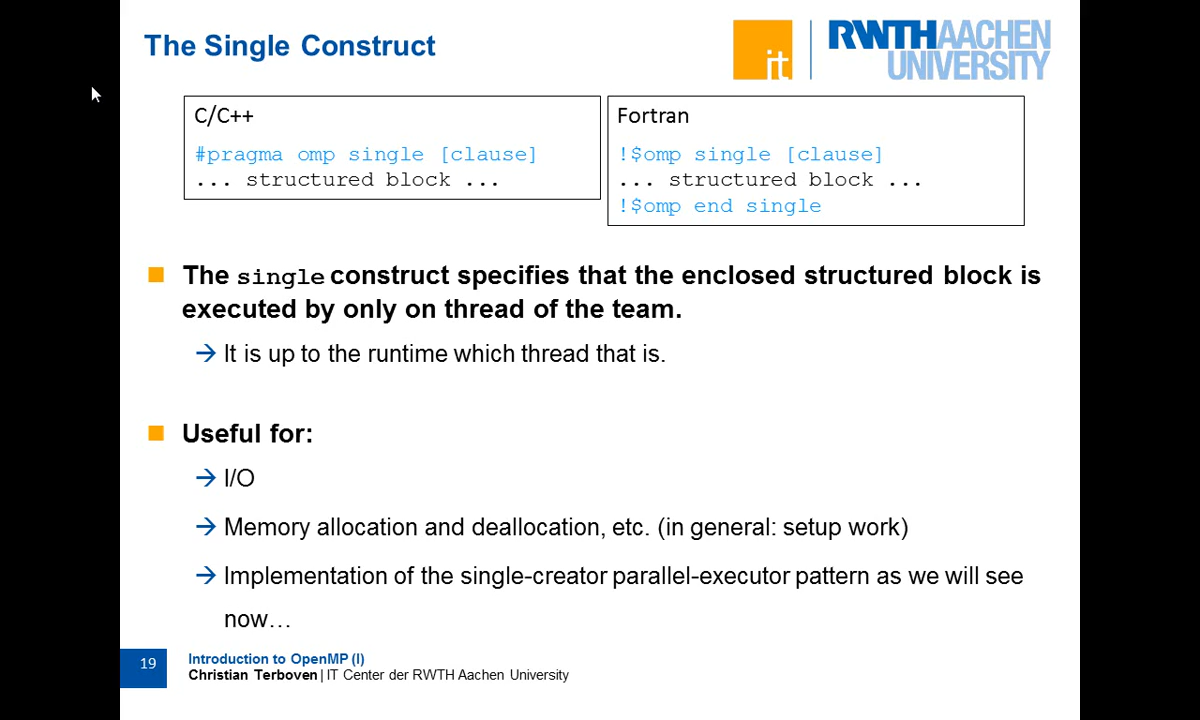 The Single Construct
it
RWTHAACHEN
UNIVERSITY
C/C++
#pragma omp single [clause]
... structured block ...
Fortran
!$omp single [clause]
... structured block ...
!$omp end single
The single construct specifies that the enclosed structured block is
executed by only on thread of the team.
→ It is up to the runtime which thread that is.
Useful for:
→ I/O
→ Memory allocation and deallocation, etc. (in general: setup work)
→ Implementation of the single-creator parallel-executor pattern as we will see
now…
19
Introduction to OpenMP (I)
Christian Terboven | IT Center der RWTH Aachen University